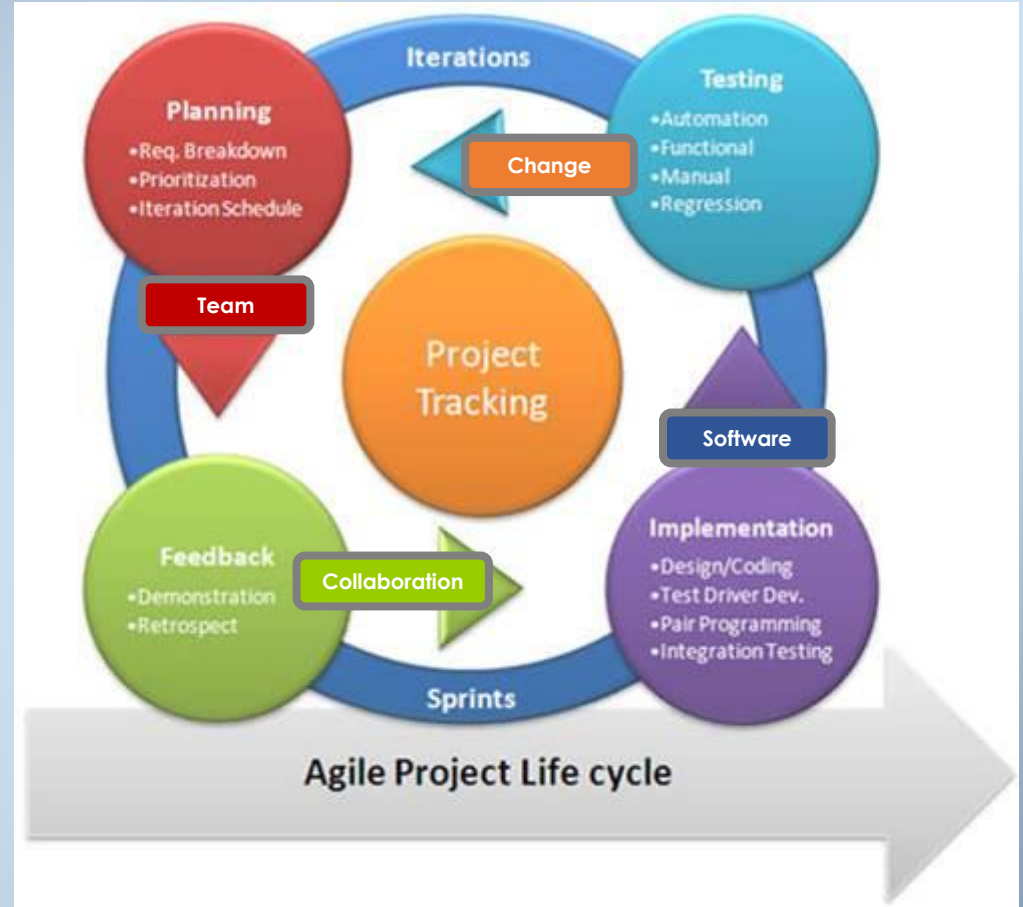 Iterations
Planning
•Req. Breakdown
•Prioritization
•Iteration Schedule
Testing
•Automation
•Functional
•Manual
•Regression
Change
Team
Project
Tracking
Software
Feedback
•Demonstration
•Retrospect
Collaboration
Implementation
•Design/Coding
•Test Driver Dev.
•Pair Programming
•Integration Testing
Sprints
Agile Project Life cycle